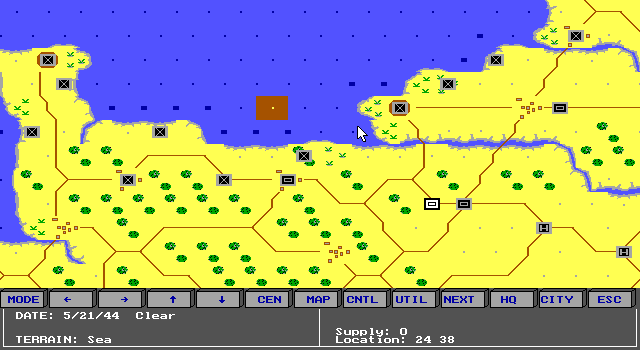 MODE ← → ↑ ↓ CEN MAP CNTL UTIL NEXT HQ CITY ESC
DATE: 5/21/44 Clear
Supply: 0
TERRAIN: Sea
Location: 24 38